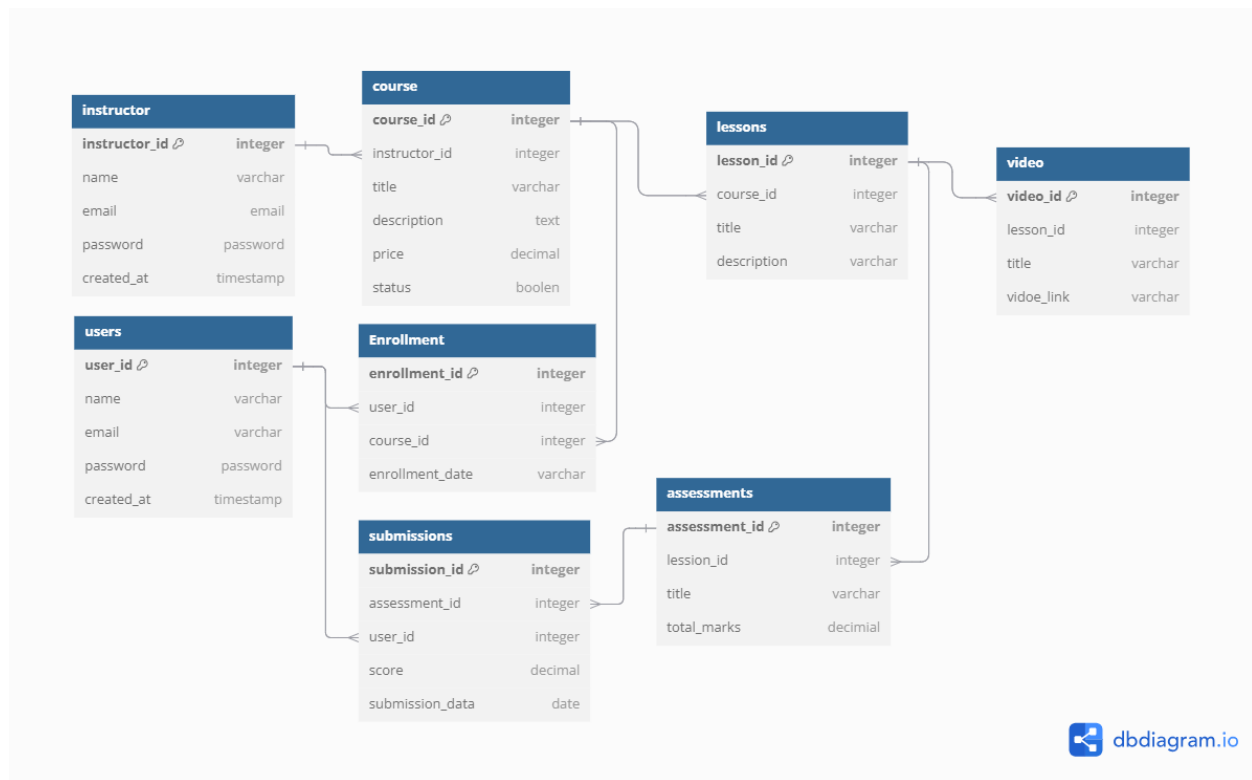 instructor
instructor_id integer
name varchar
email email
password password
created_at timestamp
course
course_id integer
instructor_id integer
title varchar
description text
price decimal
status boolen
lessons
lesson_id integer
course_id integer
title varchar
description varchar
video
video_id integer
lesson_id integer
title varchar
vidoe_link varchar
users
user_id integer
name varchar
email varchar
password password
created_at timestamp
Enrollment
enrollment_id integer
user_id integer
course_id integer
enrollment_date varchar
submissions
submission_id integer
assessment_id integer
user_id integer
score decimal
submission_data date
assessments
assessment_id integer
lession_id integer
title varchar
total_marks decimial
dbdiagram.io